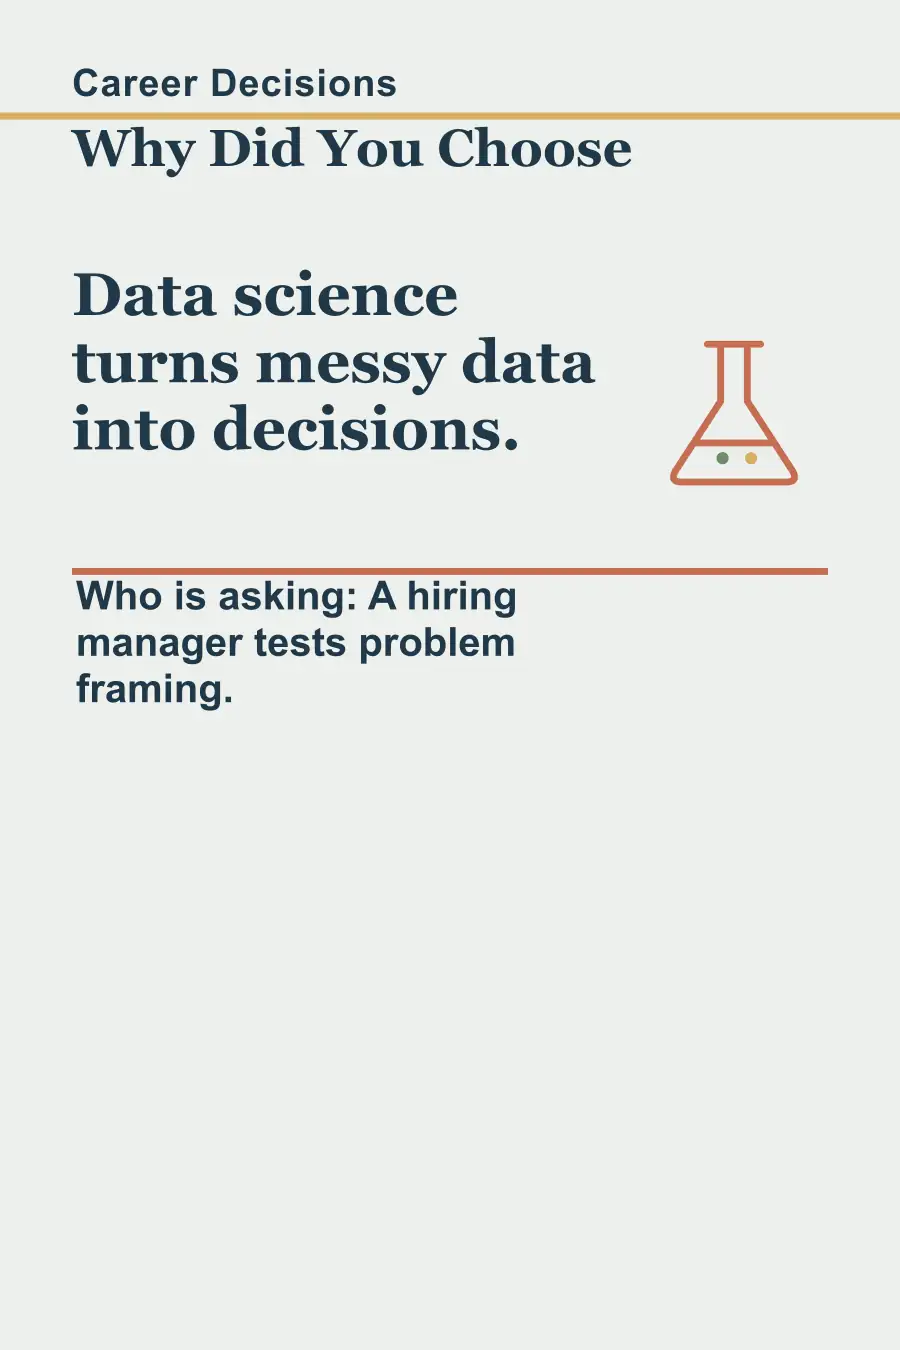 Career Decisions
Why Did You Choose
Data science
turns messy data
into decisions.
Who is asking: A hiring
manager tests problem
framing.